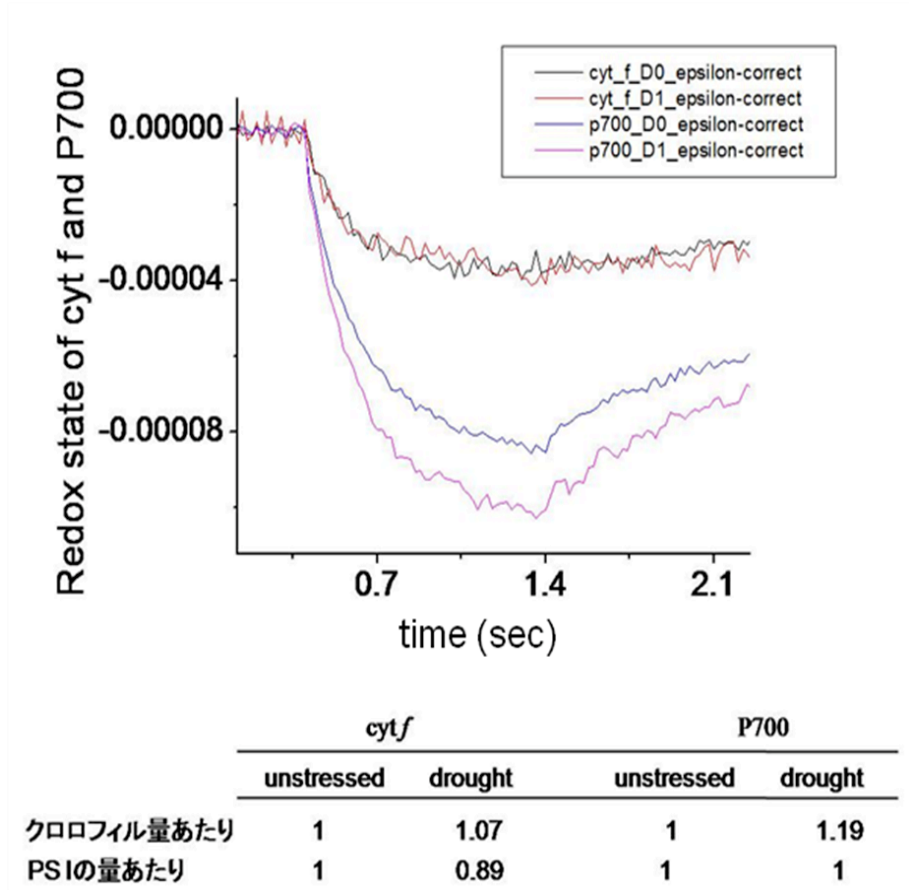 cyt_f_D0_epsilon-correct
cyt_f_D1_epsilon-correct
p700_D0_epsilon-correct
p700_D1_epsilon-correct
Redox state of cyt f and P700
0.00000
-0.00004
-0.00008
0.7 1.4 2.1
time (sec)
cyt f P700
unstressed drought unstressed drought
クロロフィル量あたり 1 1.07 1 1.19
PS Iの量あたり 1 0.89 1 1